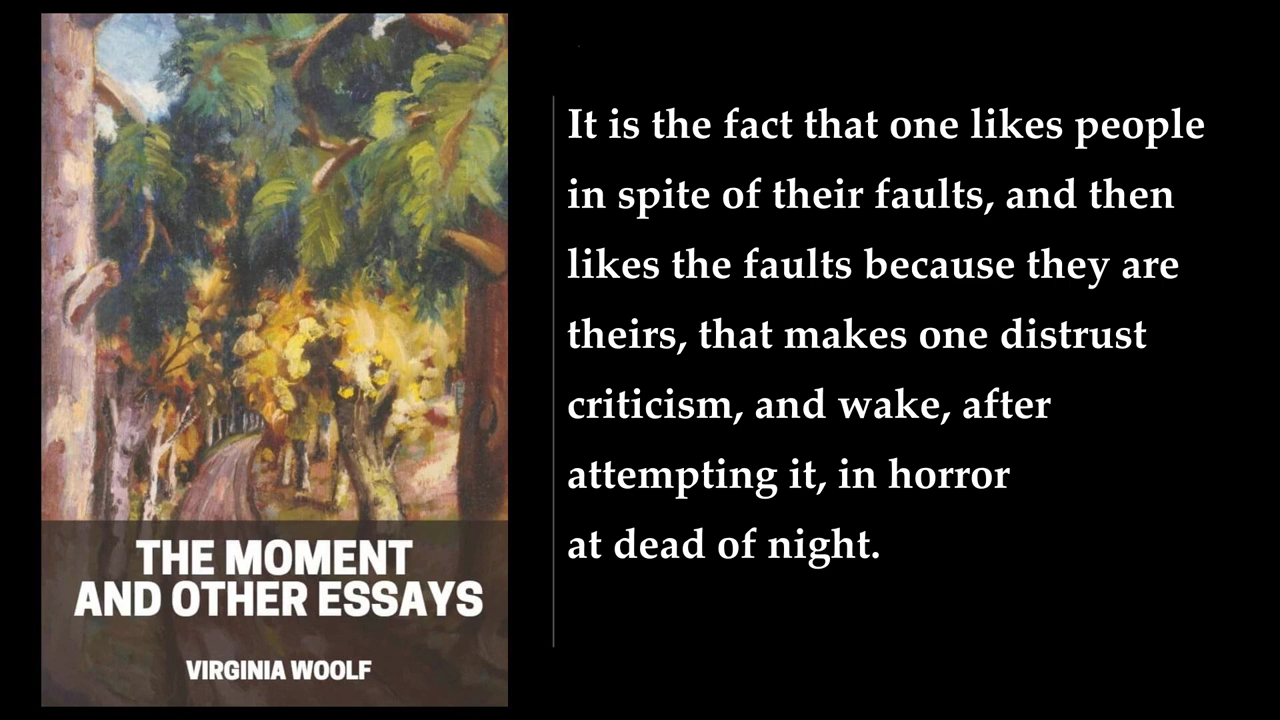 THE MOMENT
AND OTHER ESSAYS
VIRGINIA WOOLF
It is the fact that one likes people
in spite of their faults, and then
likes the faults because they are
theirs, that makes one distrust
criticism, and wake, after
attempting it, in horror
at dead of night.